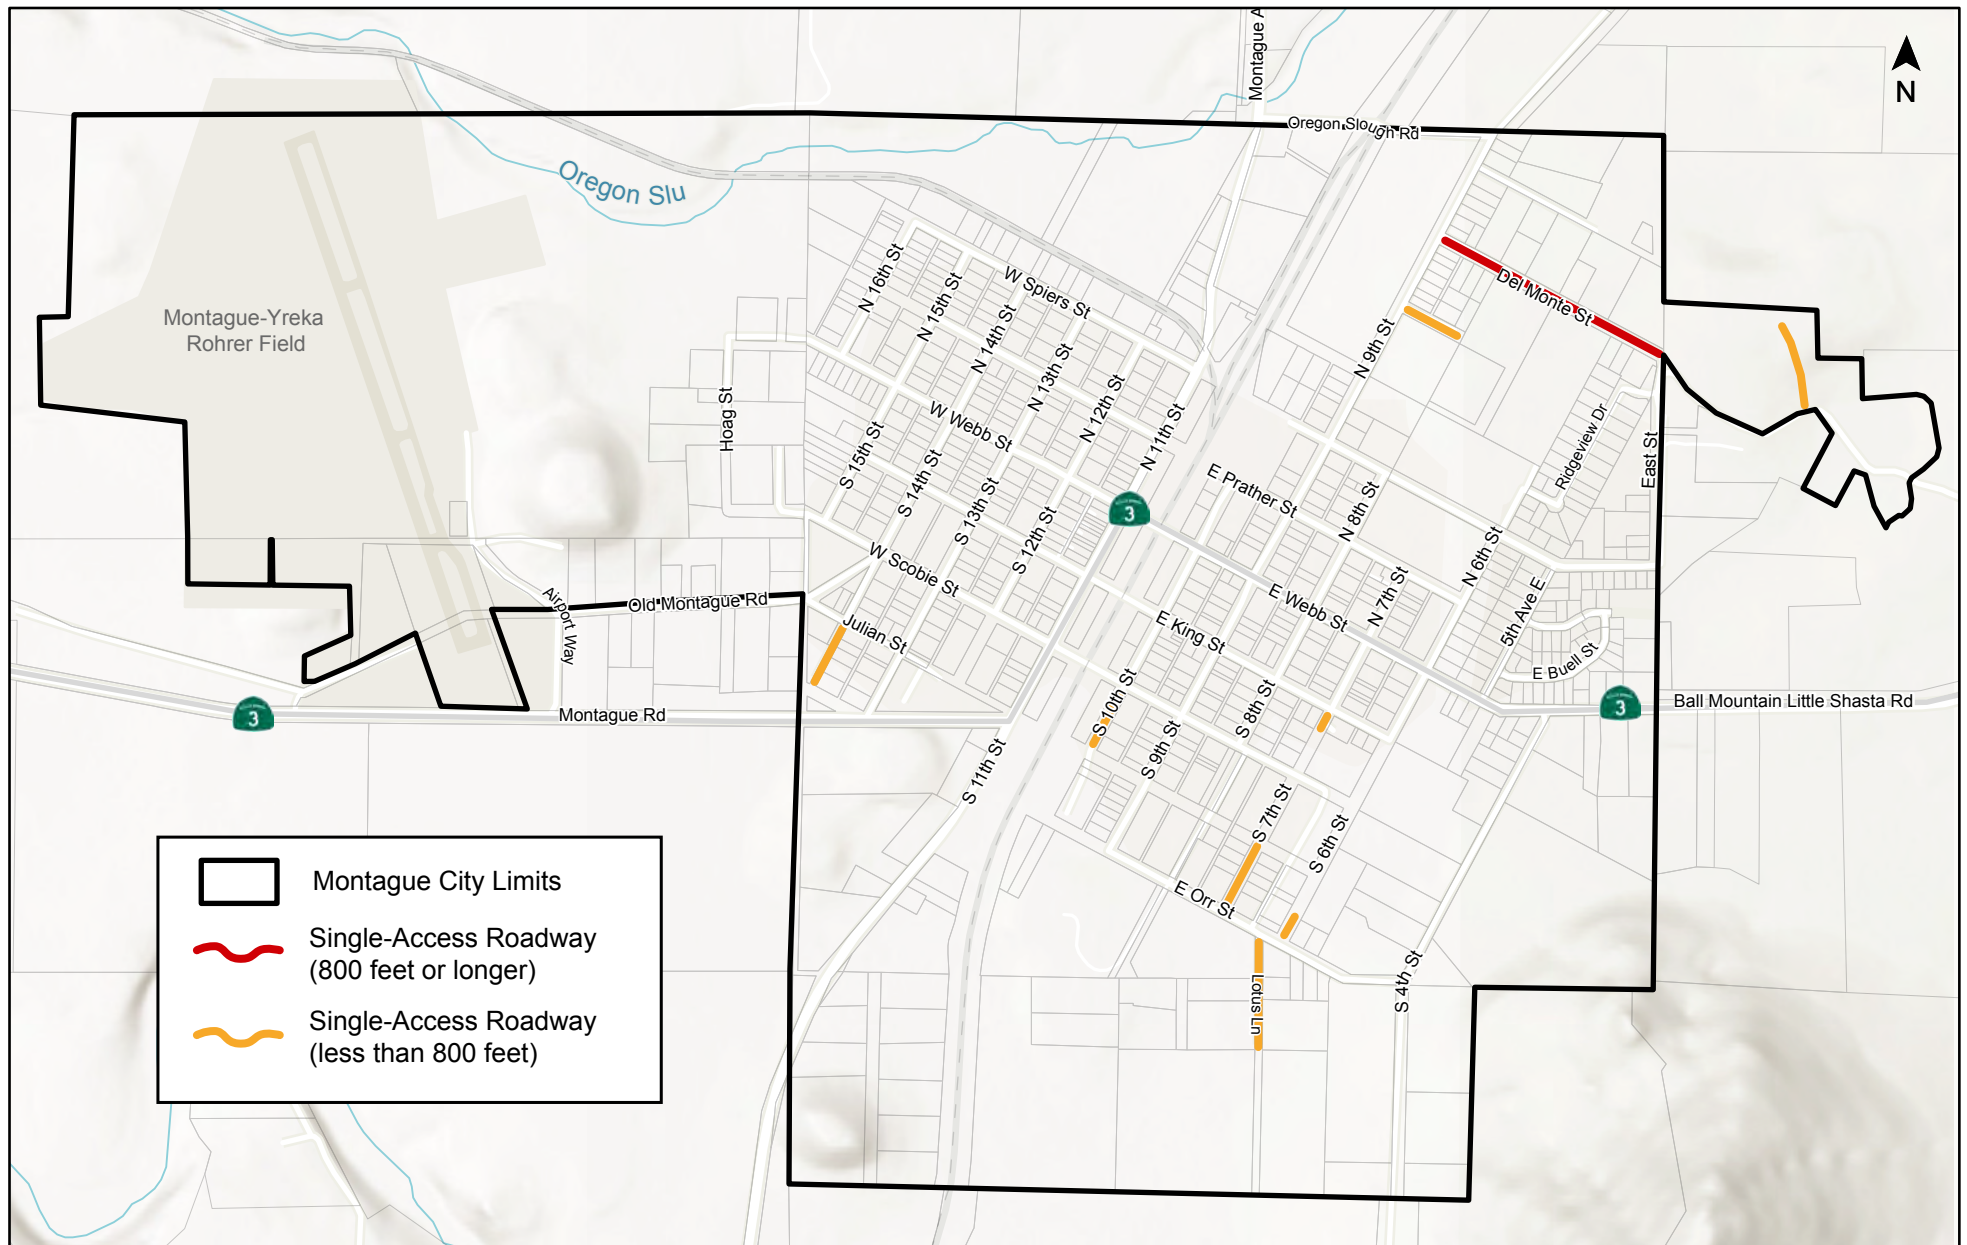 Montague A
N
Oregon Slough Rd
Oregon Slu
Montague-Yreka
Rohrer Field
N 16th St
N 15th St
N 14th St
W Spiers St
N 13th St
N 12th St
N 11th St
N 9th St
Del Monte St
Hoag St
W Webb St
S 15th St
S 14th St
S 13th St
S 12th St
3
E Prather St
N 8th St
N 7th St
N 6th St
Ridgeview Dr
East St
W Scobie St
Airport Way
Old Montague Rd
Julian St
E King St
E Webb St
5th Ave E
E Buell St
3
Montague Rd
3
Ball Mountain Little Shasta Rd
S 11th St
S 10th St
S 9th St
S 8th St
S 7th St
S 6th St
E Orr St
Lotus Ln
S 4th St
Montague City Limits
Single-Access Roadway
(800 feet or longer)
Single-Access Roadway
(less than 800 feet)